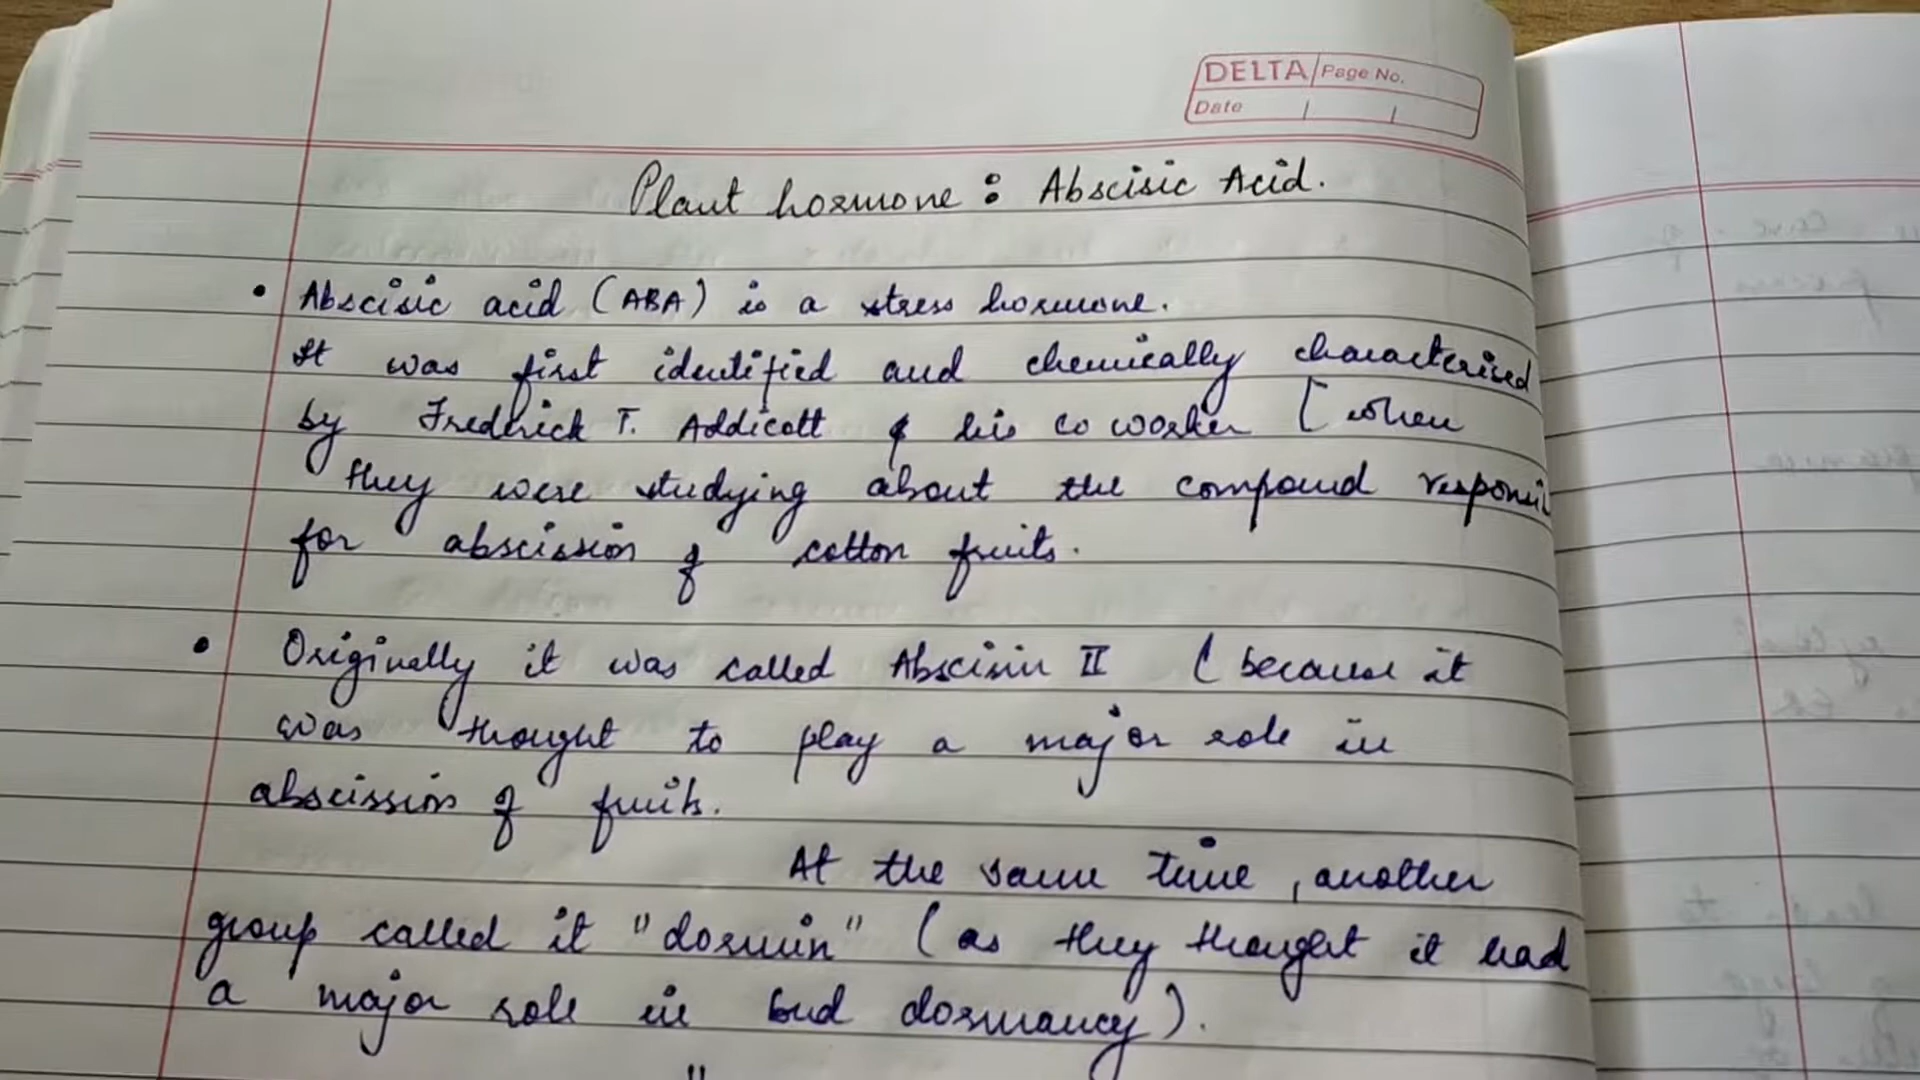 DELTA Page No.
Date
Plant hormone : Abscisic Acid.
• Abscisic acid (ABA) is a stress hormone.
It was first identified and chemically characterised
by Fredrick T. Addicott & his co worker [ when
they were studying about the compound responsi
for abscission of cotton fruits.
• Originally it was called Abscisin II ( because it
was thought to play a major role in
abscission of fruits.
At the same time, another
group called it "dormin" (as they thought it had
a major role in bud dormancy).